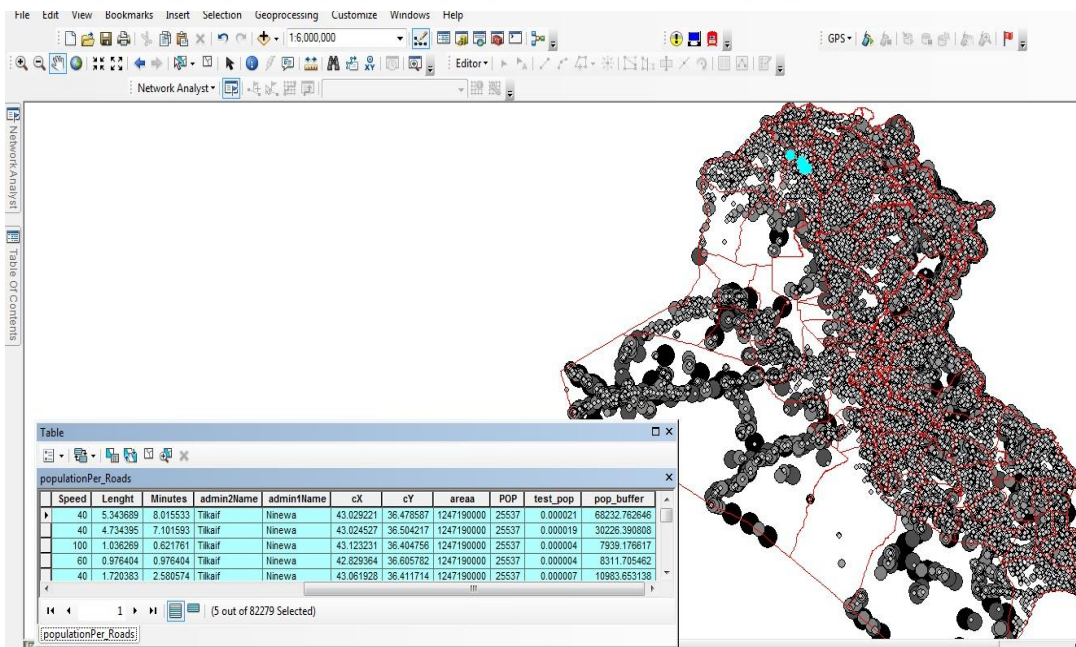 File Edit View Bookmarks Insert Selection Geoprocessing Customize Windows Help
1:6,000,000 GPS
Editor
Network Analyst
Network Analyst
Table Of Contents
Table
populationPer_Roads
Speed Lenght Minutes admin2Name admin1Name cX cY areaa POP test_pop pop_buffer
40 5.343689 8.015533 Tilkaif Ninewa 43.029221 36.478587 1247190000 25537 0.000021 68232.762646
40 4.734395 7.101593 Tilkaif Ninewa 43.024527 36.504217 1247190000 25537 0.000019 30226.390808
100 1.036269 0.621761 Tilkaif Ninewa 43.123231 36.404756 1247190000 25537 0.000004 7939.176617
60 0.976404 0.976404 Tilkaif Ninewa 42.829364 36.605782 1247190000 25537 0.000004 8311.705462
40 1.720383 2.580574 Tilkaif Ninewa 43.061928 36.411714 1247190000 25537 0.000007 10983.653138
1 (5 out of 82279 Selected)
populationPer_Roads